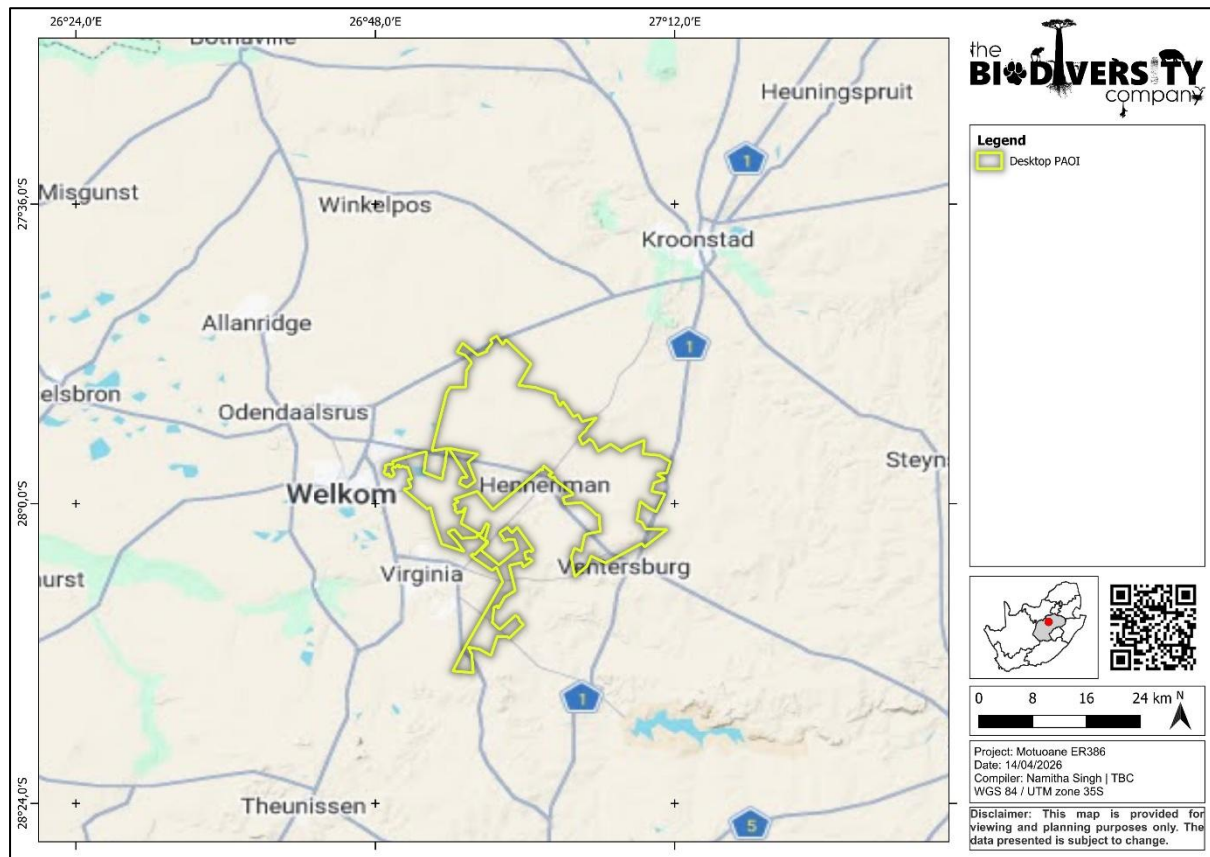 26°24,0'E
26°48,0'E
27°12,0'E
27°36,0'S
28°0,0'S
28°24,0'S
Bothaville
Heuningspruit
1
Misgunst
Winkelpos
Kroonstad
Allanridge
1
elsbron
Odendaalsrus
Steyns
Welkom
Hennenman
Virginia
Ventersburg
urst
1
Theunissen
5
the
BIODIVERSITY
company
Legend
Desktop PAOI
0 8 16 24 km N
Project: Motuoane ER386
Date: 14/04/2026
Compiler: Namitha Singh | TBC
WGS 84 / UTM zone 35S
Disclaimer: This map is provided for
viewing and planning purposes only. The
data presented is subject to change.